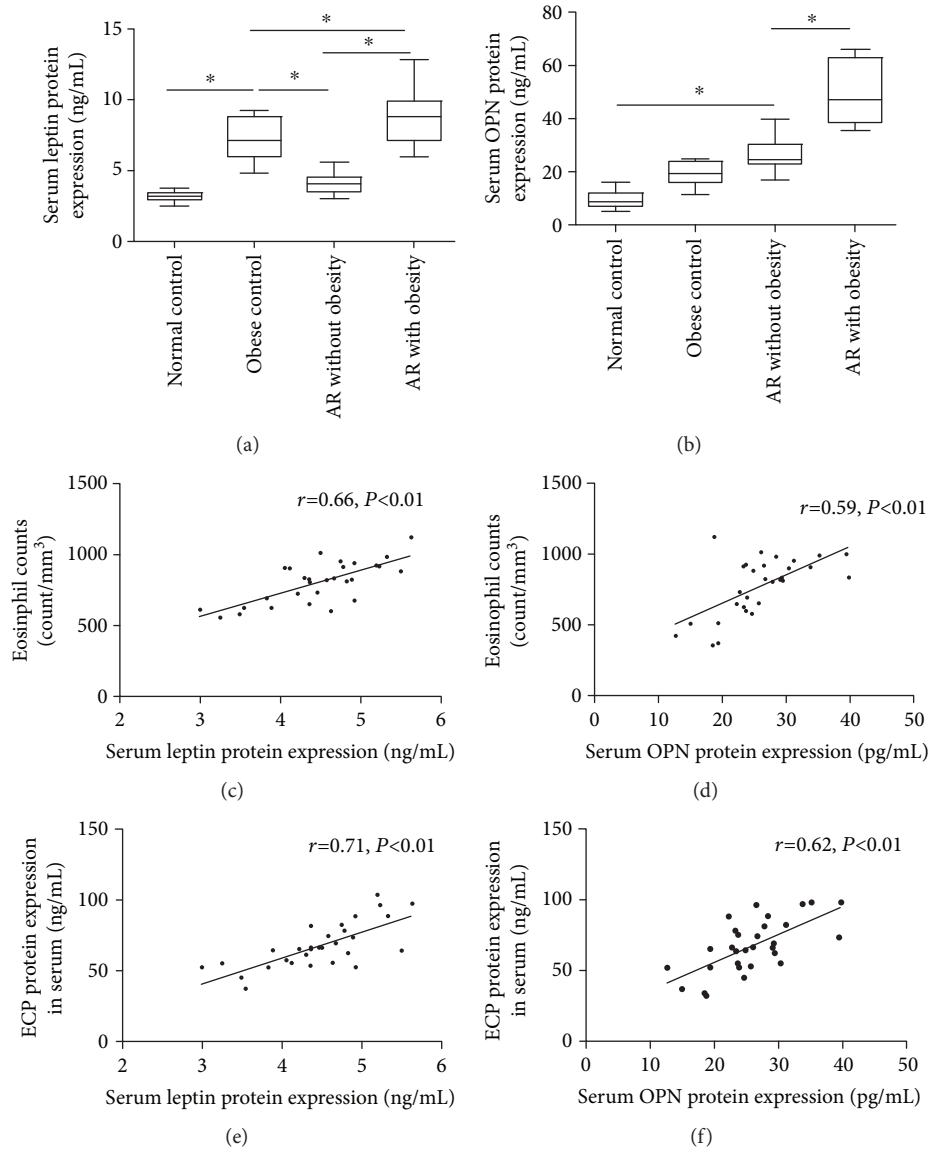 Serum leptin protein
expression (ng/mL)
15
10
5
0
*
*
*
*
Normal control
Obese control
AR without obesity
AR with obesity
(a)
Serum OPN protein
expression (ng/mL)
80
60
40
20
0
*
*
Normal control
Obese control
AR without obesity
AR with obesity
(b)
Eosinphil counts
(count/mm³)
1500
1000
500
0
r=0.66, P<0.01
2 3 4 5 6
Serum leptin protein expression (ng/mL)
(c)
Eosinophil counts
(count/mm³)
1500
1000
500
0
r=0.59, P<0.01
0 10 20 30 40 50
Serum OPN protein expression (pg/mL)
(d)
ECP protein expression
in serum (ng/mL)
150
100
50
0
r=0.71, P<0.01
2 3 4 5 6
Serum leptin protein expression (ng/mL)
(e)
ECP protein expression
in serum (ng/mL)
150
100
50
0
r=0.62, P<0.01
0 10 20 30 40 50
Serum OPN protein expression (pg/mL)
(f)